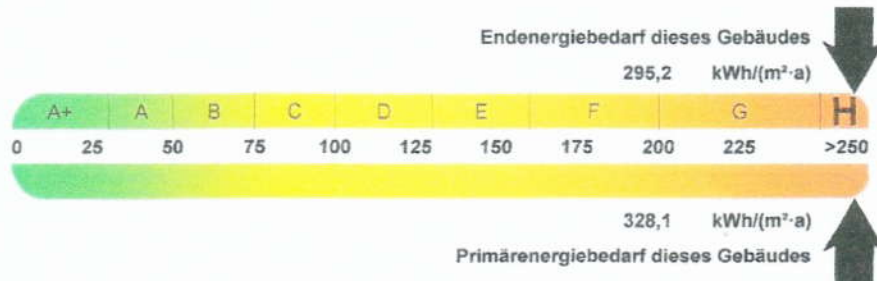 Endenergiebedarf dieses Gebäudes
295,2 kWh/(m²·a)
A+ A B C D E F G H
0 25 50 75 100 125 150 175 200 225 >250
328,1 kWh/(m²·a)
Primärenergiebedarf dieses Gebäudes